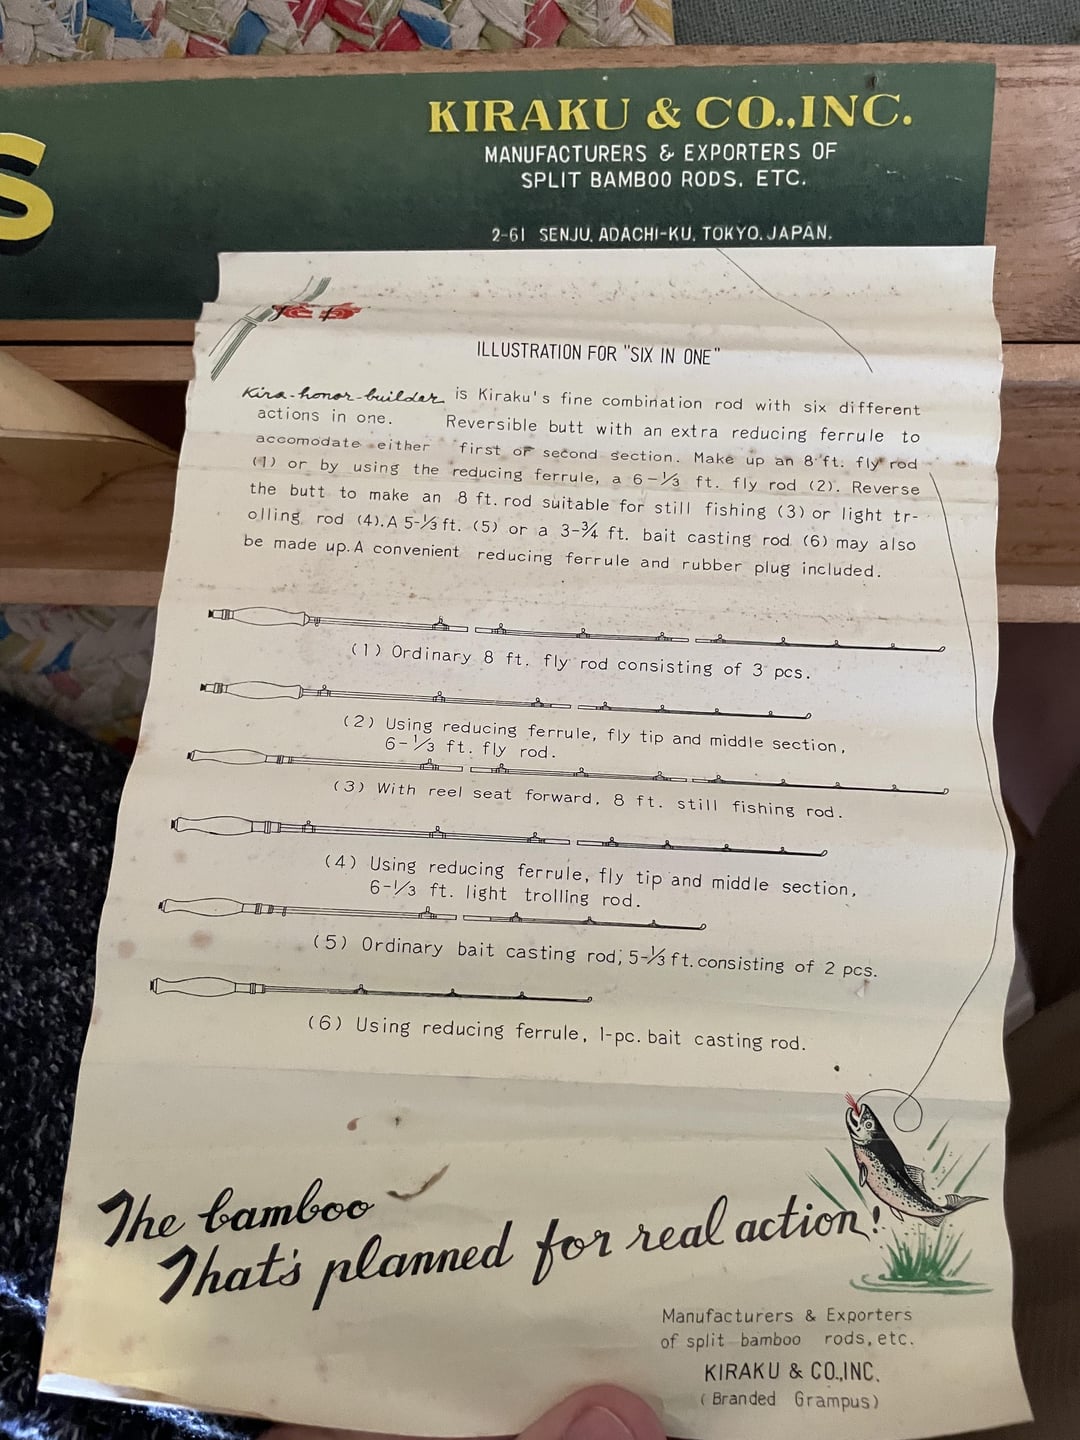 S
KIRAKU & CO.,INC.
MANUFACTURERS & EXPORTERS OF
SPLIT BAMBOO RODS. ETC.
2-61 SENJU, ADACHI-KU, TOKYO, JAPAN.
ILLUSTRATION FOR "SIX IN ONE"
Kira-honor-builder is Kiraku's fine combination rod with six different
actions in one. Reversible butt with an extra reducing ferrule to
accomodate either first or second section. Make up an 8 ft. fly rod
(1) or by using the reducing ferrule, a 6-1/3 ft. fly rod (2). Reverse
the butt to make an 8 ft. rod suitable for still fishing (3) or light tr-
olling rod (4). A 5-1/3 ft. (5) or a 3-3/4 ft. bait casting rod (6) may also
be made up. A convenient reducing ferrule and rubber plug included.
(1) Ordinary 8 ft. fly rod consisting of 3 pcs.
(2) Using reducing ferrule, fly tip and middle section,
6-1/3 ft. fly rod.
(3) With reel seat forward, 8 ft. still fishing rod.
(4) Using reducing ferrule, fly tip and middle section,
6-1/3 ft. light trolling rod.
(5) Ordinary bait casting rod; 5-1/3 ft. consisting of 2 pcs.
(6) Using reducing ferrule, 1-pc. bait casting rod.
The bamboo
That's planned for real action!
Manufacturers & Exporters
of split bamboo rods, etc.
KIRAKU & CO.,INC.
(Branded Grampus)